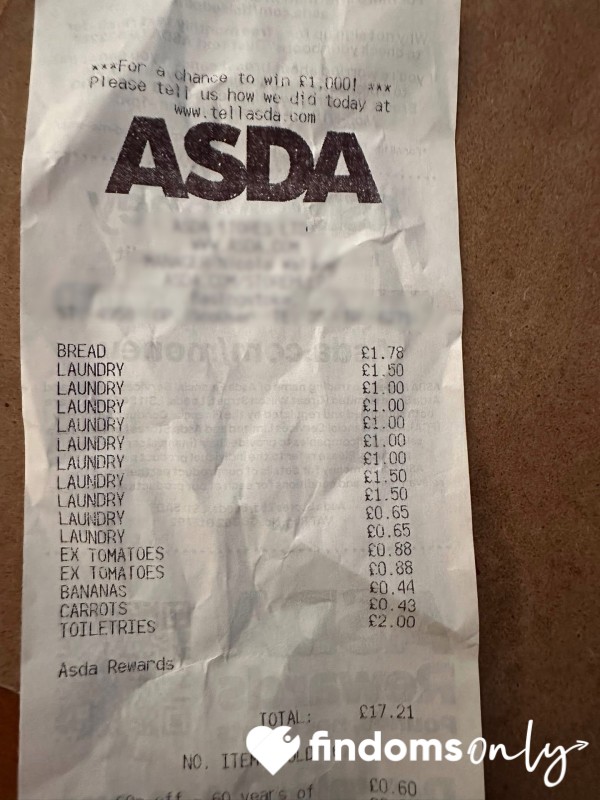 ***For a chance to win £1,000! ***
Please tell us how we did today at
www.tellasda.com
ASDA
BREAD £1.78
LAUNDRY £1.50
LAUNDRY £1.00
LAUNDRY £1.00
LAUNDRY £1.00
LAUNDRY £1.00
LAUNDRY £1.00
LAUNDRY £1.50
LAUNDRY £1.50
LAUNDRY £0.65
LAUNDRY £0.65
EX TOMATOES £0.88
EX TOMATOES £0.88
BANANAS £0.44
CARROTS £0.43
TOILETRIES £2.00
Asda Rewards
TOTAL: £17.21
NO.
findomsonly
off 60 years of £0.60